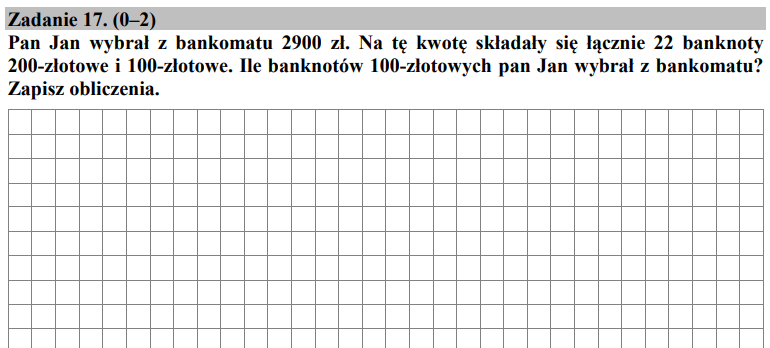 Zadanie 17. (0–2)
Pan Jan wybrał z bankomatu 2900 zł. Na tę kwotę składały się łącznie 22 banknoty
200-złotowe i 100-złotowe. Ile banknotów 100-złotowych pan Jan wybrał z bankomatu?
Zapisz obliczenia.